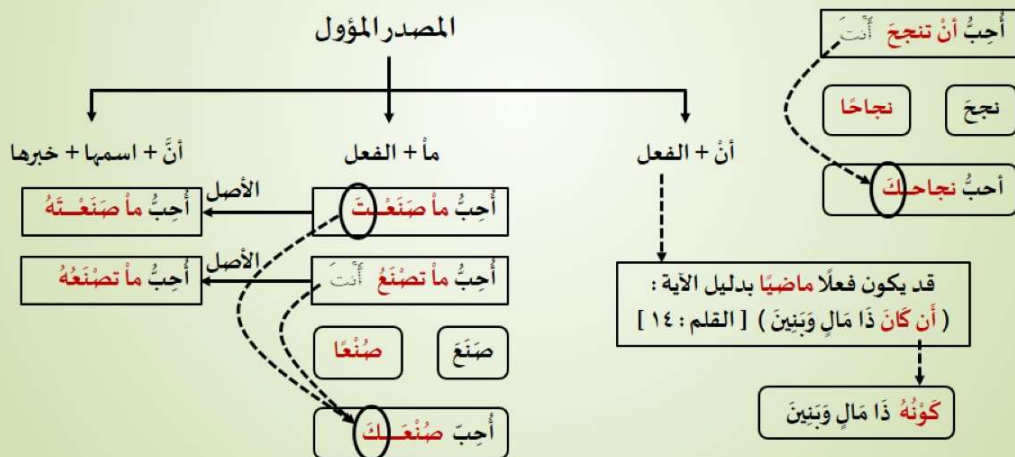 المصدر المؤول
أُحِبُّ أنْ تنجحَ أَنتَ
نجحَ
نجاحًا
أحبُّ نجاحـكَ
أنْ + الفعل
ماْ + الفعل
أنَّ + اسمها + خبرها
قد يكون فعلًا ماضيًا بدليل الآية :
( أَن كَانَ ذَا مَالٍ وَبَنِينَ ) [ القلم : ١٤ ]
كَوْنُهُ ذَا مَالٍ وَبَنِينَ
أُحِبُّ ماْ صَنَعْـتَ
الأصل
أُحِبُّ ماْ صَنَعْـتَهُ
أُحِبُّ ماْ تصْنَعُ أَنتَ
الأصل
أُحِبُّ ماْ تصْنَعُهُ
صَنَعَ
صُنْعًا
أُحِبّ صُنْعَـكَ